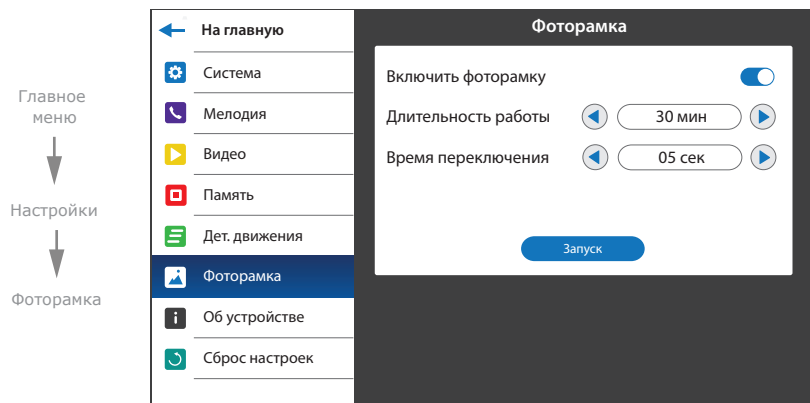 Главное
меню
Настройки
Фоторамка
На главную
Система
Мелодия
Видео
Память
Дет. движения
Фоторамка
Об устройстве
Сброс настроек
Фоторамка
Включить фоторамку
Длительность работы 30 мин
Время переключения 05 сек
Запуск